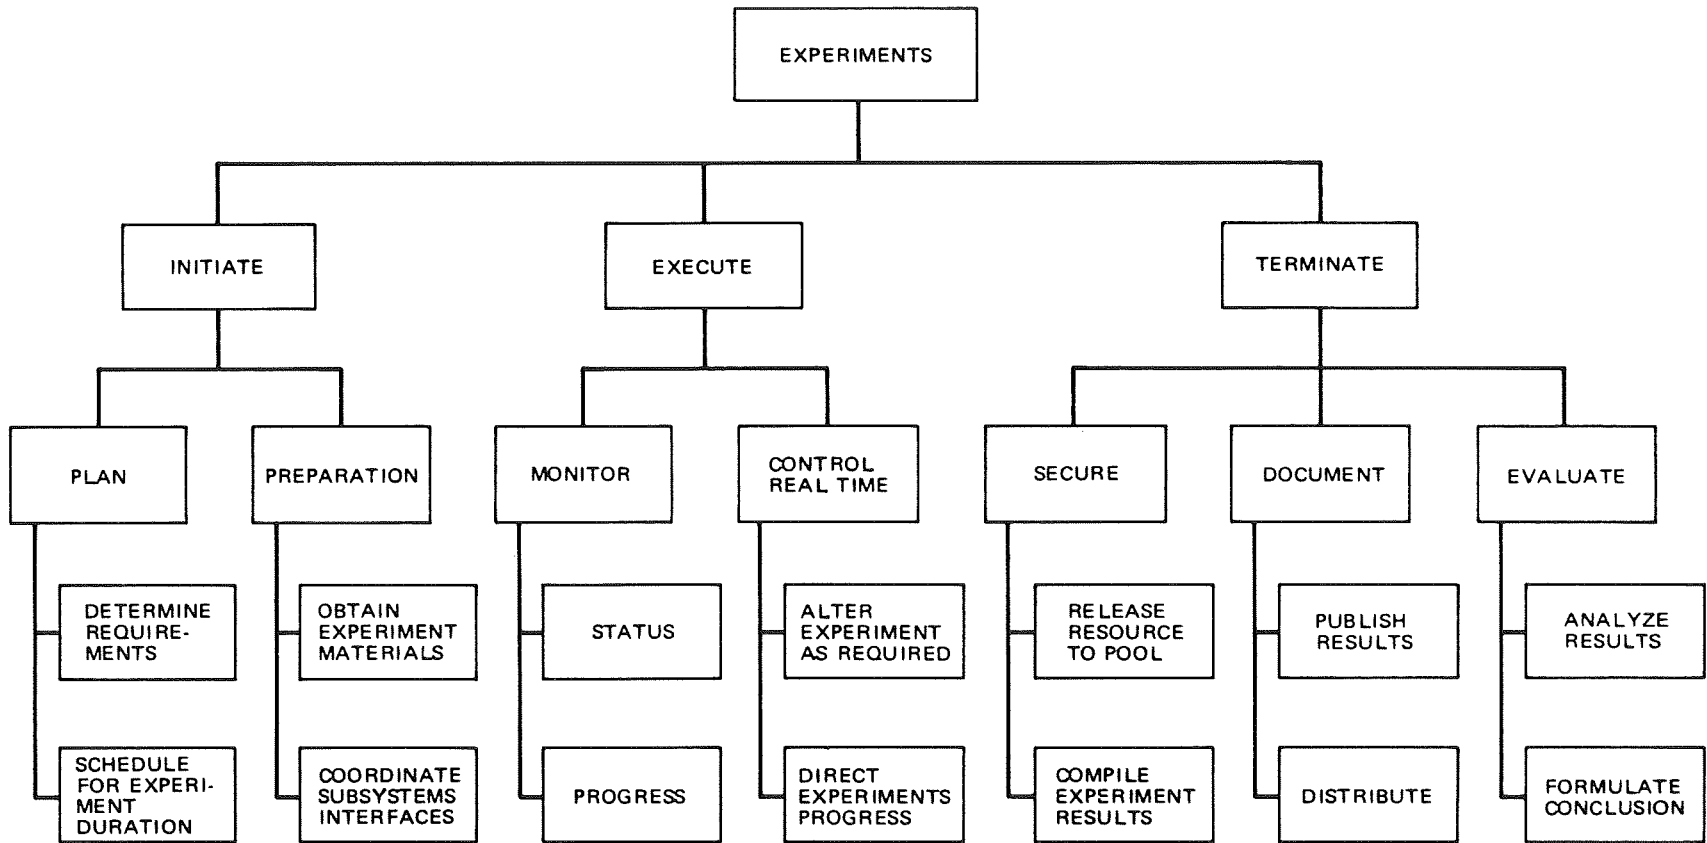 EXPERIMENTS
INITIATE
EXECUTE
TERMINATE
PLAN
PREPARATION
MONITOR
CONTROL
REAL TIME
SECURE
DOCUMENT
EVALUATE
DETERMINE
REQUIRE-
MENTS
OBTAIN
EXPERIMENT
MATERIALS
STATUS
ALTER
EXPERIMENT
AS REQUIRED
RELEASE
RESOURCE
TO POOL
PUBLISH
RESULTS
ANALYZE
RESULTS
SCHEDULE
FOR EXPERI-
MENT
DURATION
COORDINATE
SUBSYSTEMS
INTERFACES
PROGRESS
DIRECT
EXPERIMENTS
PROGRESS
COMPILE
EXPERIMENT
RESULTS
DISTRIBUTE
FORMULATE
CONCLUSION